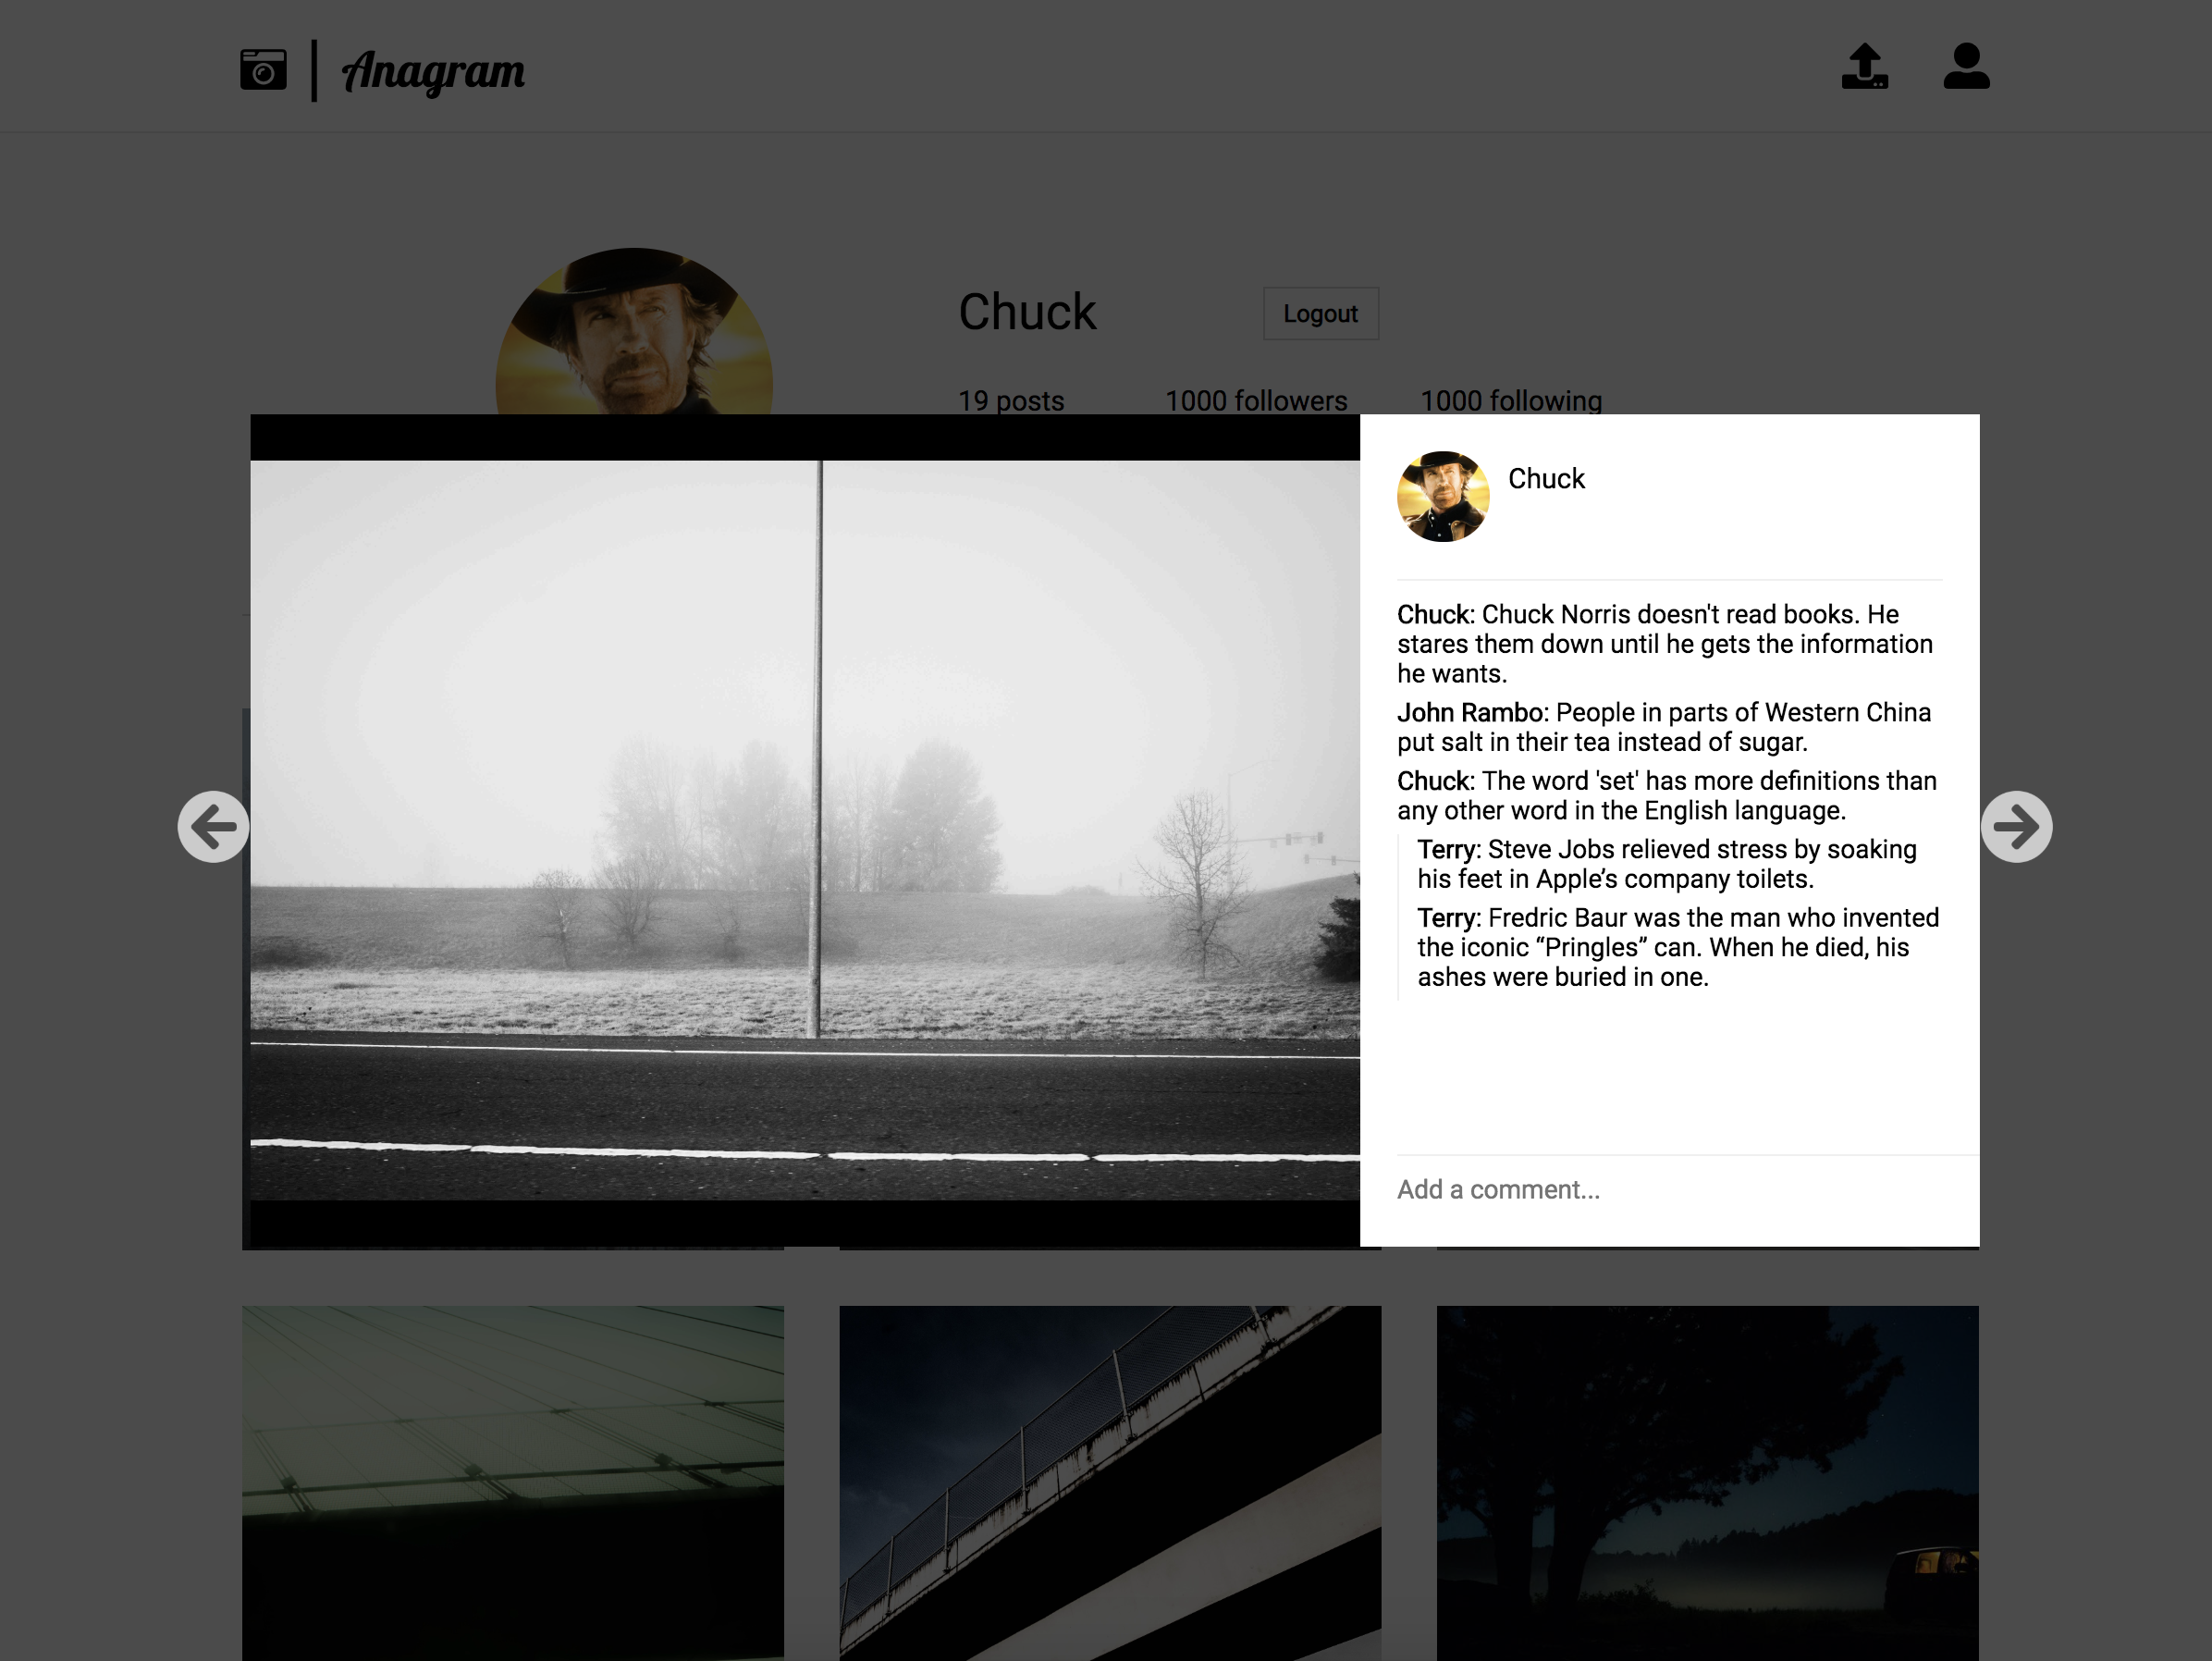 Anagram
Chuck
Logout
19 posts
1000 followers
1000 following
Chuck
Chuck: Chuck Norris doesn't read books. He
stares them down until he gets the information
he wants.
John Rambo: People in parts of Western China
put salt in their tea instead of sugar.
Chuck: The word 'set' has more definitions than
any other word in the English language.
Terry: Steve Jobs relieved stress by soaking
his feet in Apple’s company toilets.
Terry: Fredric Baur was the man who invented
the iconic “Pringles” can. When he died, his
ashes were buried in one.
Add a comment...